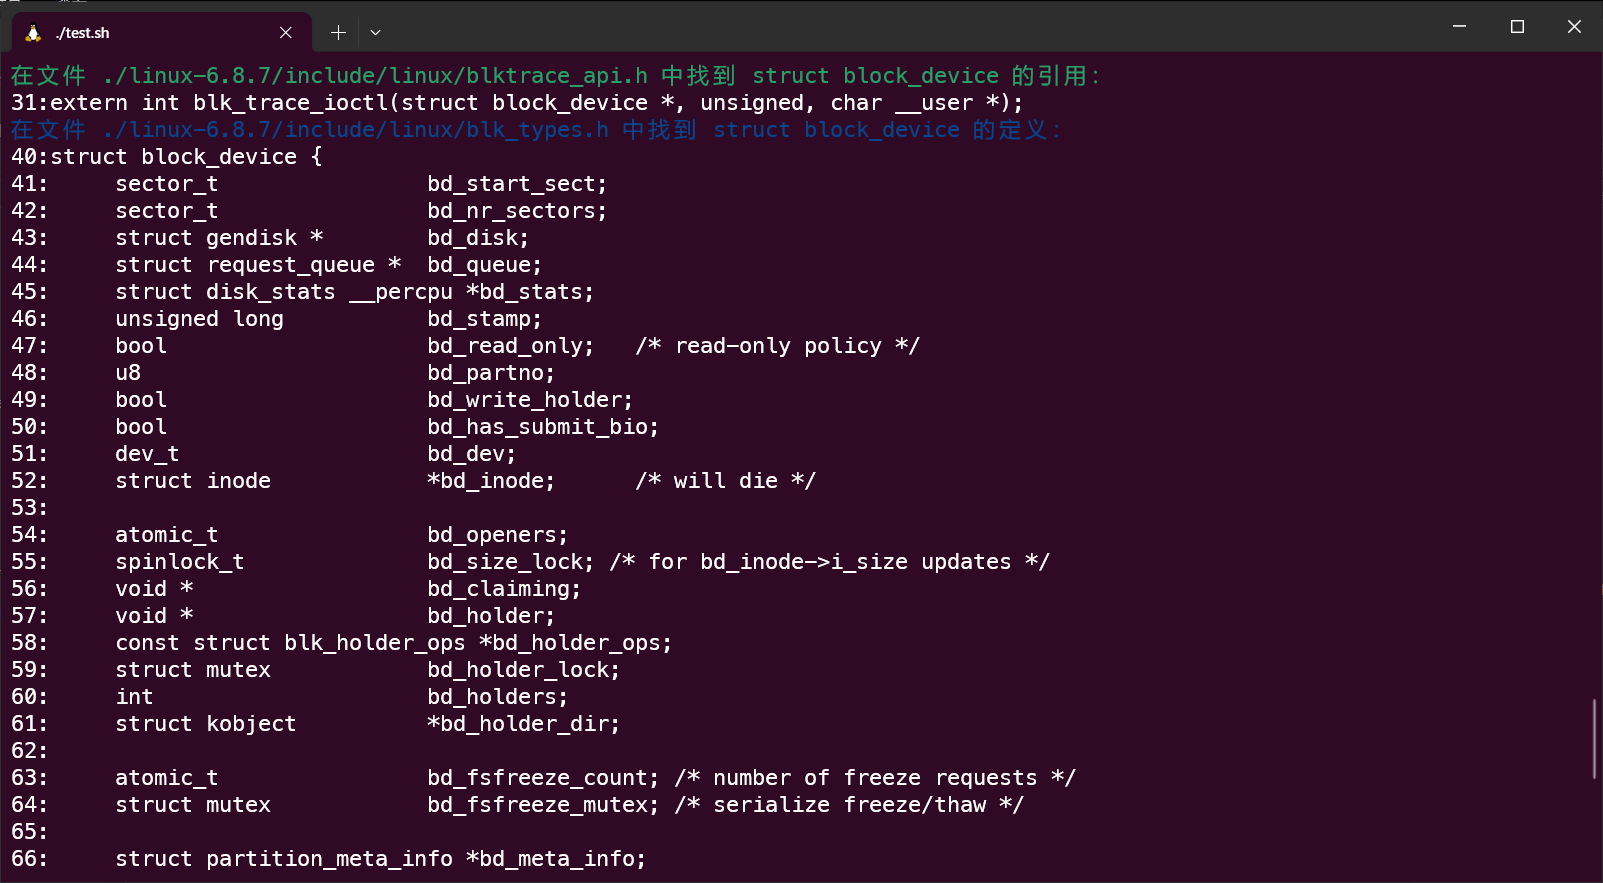 ./test.sh
在文件 ./linux-6.8.7/include/linux/blktrace_api.h 中找到 struct block_device 的引用:
31:extern int blk_trace_ioctl(struct block_device *, unsigned, char __user *);
在文件 ./linux-6.8.7/include/linux/blk_types.h 中找到 struct block_device 的定义:
40:struct block_device {
41:     sector_t                bd_start_sect;
42:     sector_t                bd_nr_sectors;
43:     struct gendisk *        bd_disk;
44:     struct request_queue *  bd_queue;
45:     struct disk_stats __percpu *bd_stats;
46:     unsigned long           bd_stamp;
47:     bool                    bd_read_only;   /* read-only policy */
48:     u8                      bd_partno;
49:     bool                    bd_write_holder;
50:     bool                    bd_has_submit_bio;
51:     dev_t                   bd_dev;
52:     struct inode            *bd_inode;      /* will die */
53:
54:     atomic_t                bd_openers;
55:     spinlock_t              bd_size_lock; /* for bd_inode->i_size updates */
56:     void *                  bd_claiming;
57:     void *                  bd_holder;
58:     const struct blk_holder_ops *bd_holder_ops;
59:     struct mutex            bd_holder_lock;
60:     int                     bd_holders;
61:     struct kobject          *bd_holder_dir;
62:
63:     atomic_t                bd_fsfreeze_count; /* number of freeze requests */
64:     struct mutex            bd_fsfreeze_mutex; /* serialize freeze/thaw */
65:
66:     struct partition_meta_info *bd_meta_info;